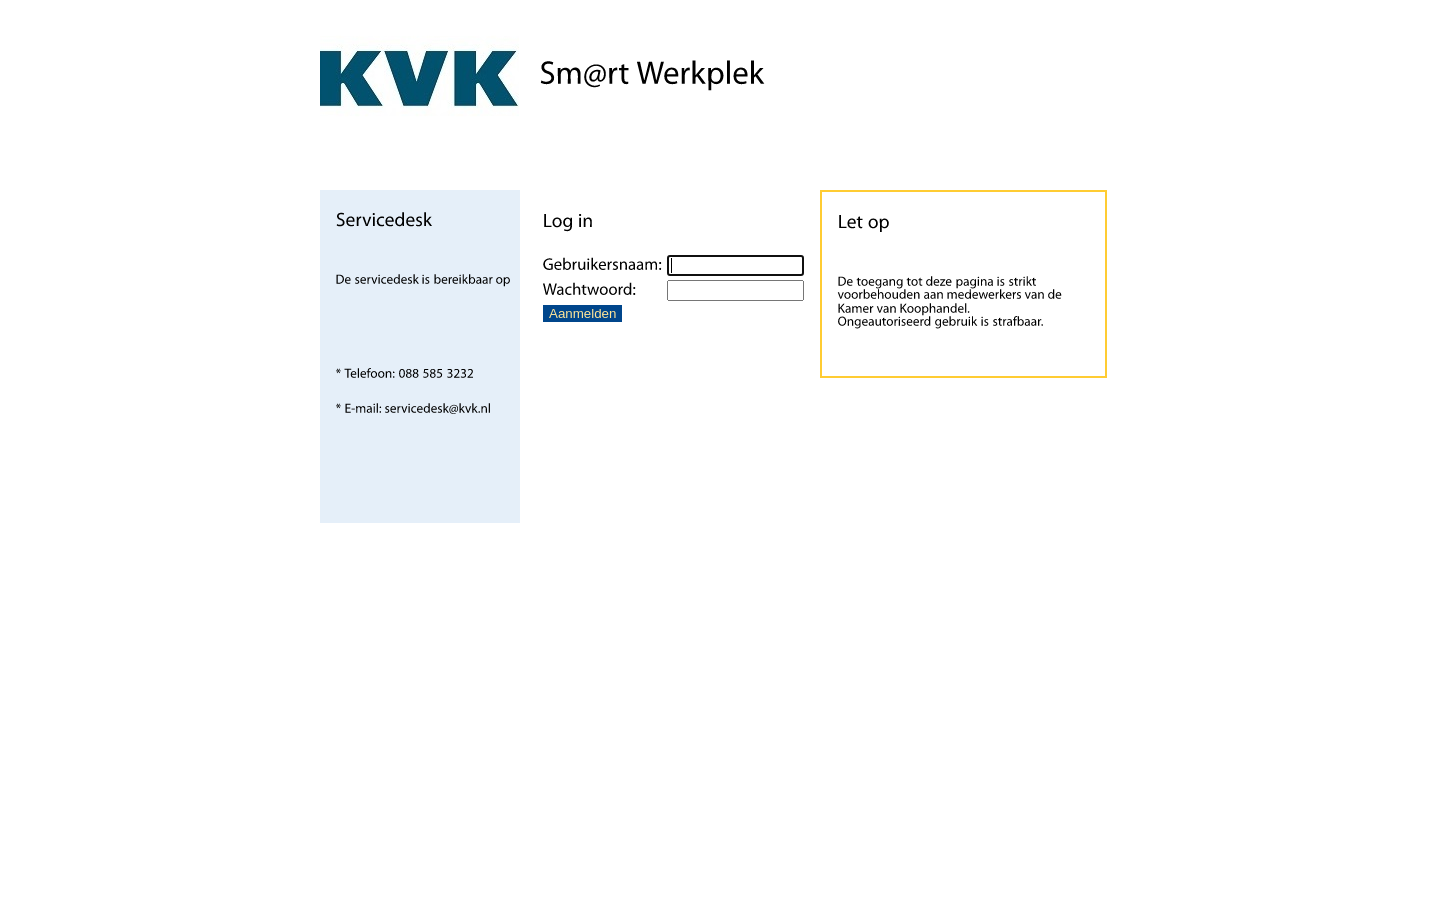 KVK
Sm@rt Werkplek
Servicedesk
De servicedesk is bereikbaar op
* Telefoon: 088 585 3232
* E-mail: servicedesk@kvk.nl
Log in
Gebruikersnaam:
Wachtwoord:
Aanmelden
Let op
De toegang tot deze pagina is strikt
voorbehouden aan medewerkers van de
Kamer van Koophandel.
Ongeautoriseerd gebruik is strafbaar.